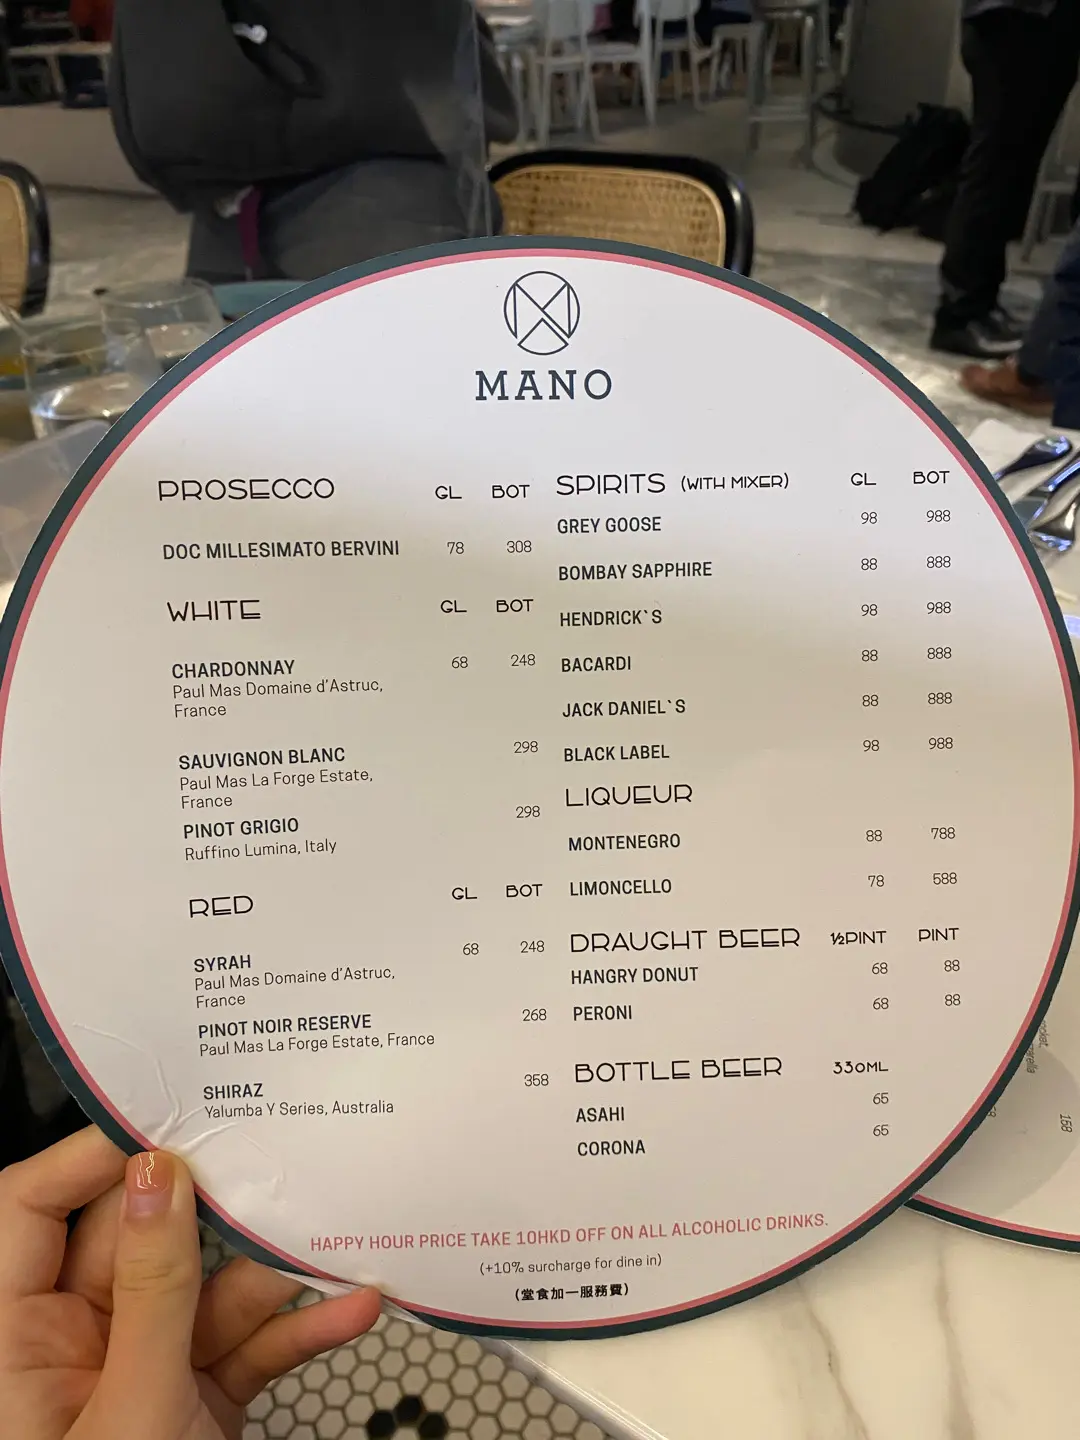 MANO
PROSECCO GL BOT
DOC MILLESIMATO BERVINI 78 308
WHITE GL BOT
CHARDONNAY 68 248
Paul Mas Domaine d'Astruc,
France
SAUVIGNON BLANC 298
Paul Mas La Forge Estate,
France
PINOT GRIGIO 298
Ruffino Lumina, Italy
RED GL BOT
SYRAH 68 248
Paul Mas Domaine d'Astruc,
France
PINOT NOIR RESERVE 268
Paul Mas La Forge Estate, France
SHIRAZ 358
Yalumba Y Series, Australia
SPIRITS (WITH MIXER) GL BOT
GREY GOOSE 98 988
BOMBAY SAPPHIRE 88 888
HENDRICK`S 98 988
BACARDI 88 888
JACK DANIEL`S 88 888
BLACK LABEL 98 988
LIQUEUR
MONTENEGRO 88 788
LIMONCELLO 78 588
DRAUGHT BEER ½PINT PINT
HANGRY DONUT 68 88
PERONI 68 88
BOTTLE BEER 330ML
ASAHI 65
CORONA 65
HAPPY HOUR PRICE TAKE 10HKD OFF ON ALL ALCOHOLIC DRINKS.
(+10% surcharge for dine in)
(堂食加一服務費)
158